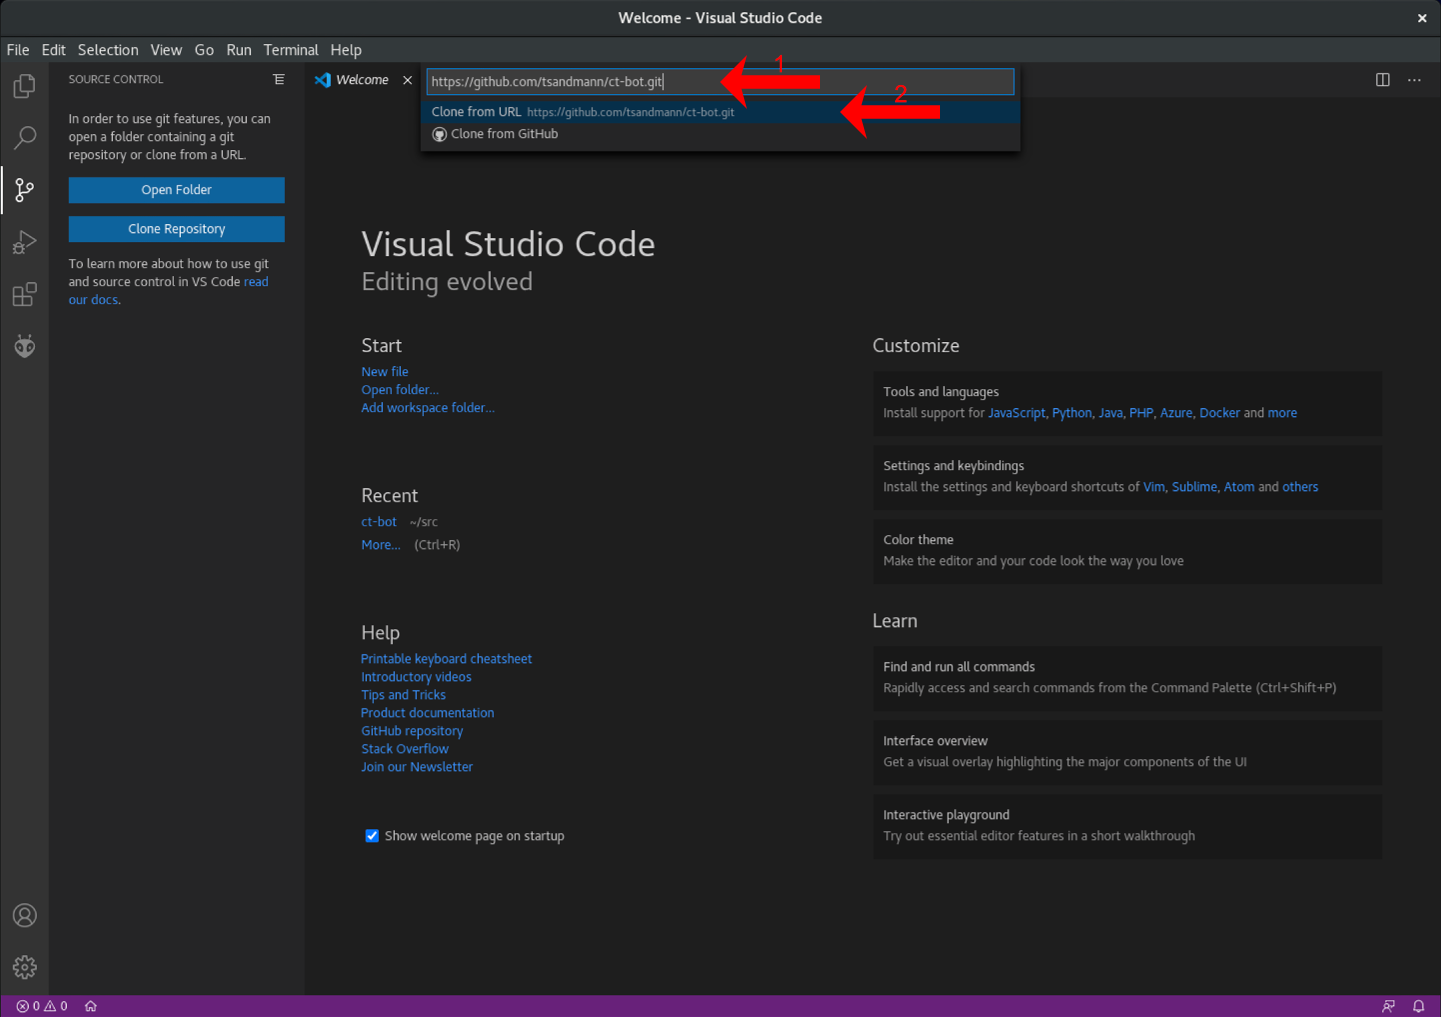 Welcome - Visual Studio Code
File Edit Selection View Go Run Terminal Help
SOURCE CONTROL
In order to use git features, you can
open a folder containing a git
repository or clone from a URL.
Open Folder
Clone Repository
To learn more about how to use git
and source control in VS Code read
our docs.
Welcome
https://github.com/tsandmann/ct-bot.git
1
Clone from URL https://github.com/tsandmann/ct-bot.git
2
Clone from GitHub
Visual Studio Code
Editing evolved
Start
New file
Open folder...
Add workspace folder...
Recent
ct-bot ~/src
More... (Ctrl+R)
Help
Printable keyboard cheatsheet
Introductory videos
Tips and Tricks
Product documentation
GitHub repository
Stack Overflow
Join our Newsletter
Show welcome page on startup
Customize
Tools and languages
Install support for JavaScript, Python, Java, PHP, Azure, Docker and more
Settings and keybindings
Install the settings and keyboard shortcuts of Vim, Sublime, Atom and others
Color theme
Make the editor and your code look the way you love
Learn
Find and run all commands
Rapidly access and search commands from the Command Palette (Ctrl+Shift+P)
Interface overview
Get a visual overlay highlighting the major components of the UI
Interactive playground
Try out essential editor features in a short walkthrough
0 0